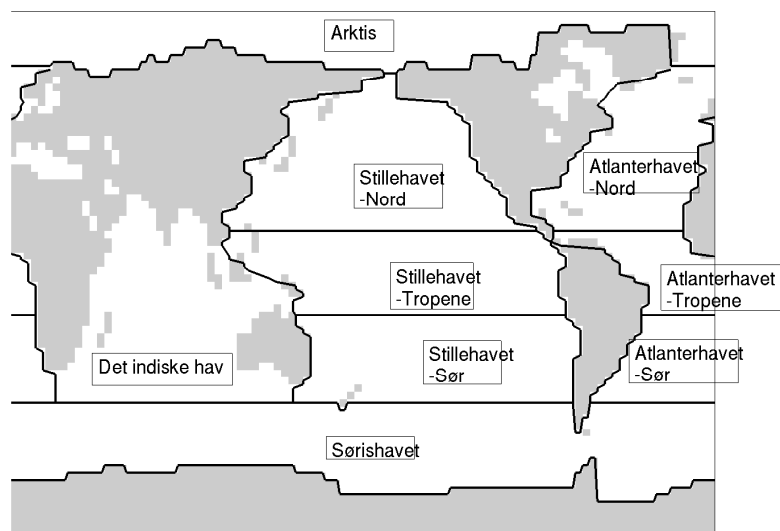 Arktis
Stillehavet
-Nord
Atlanterhavet
-Nord
Stillehavet
-Tropene
Atlanterhavet
-Tropene
Det indiske hav
Stillehavet
-Sør
Atlanterhavet
-Sør
Sørishavet